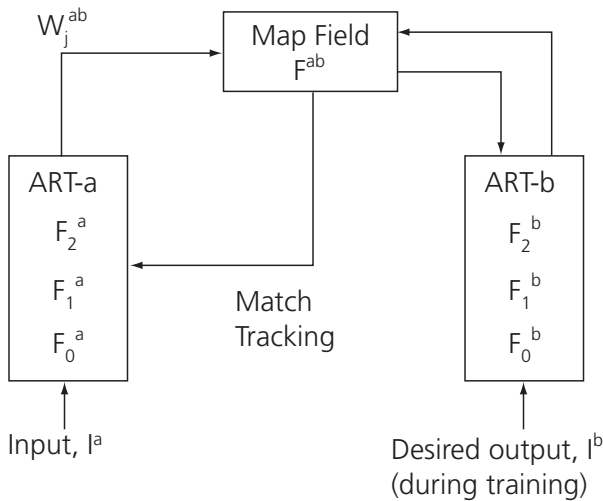 W_j^ab
Map Field
F^ab
ART-a
F_2^a
F_1^a
F_0^a
ART-b
F_2^b
F_1^b
F_0^b
Match
Tracking
Input, I^a
Desired output, I^b
(during training)